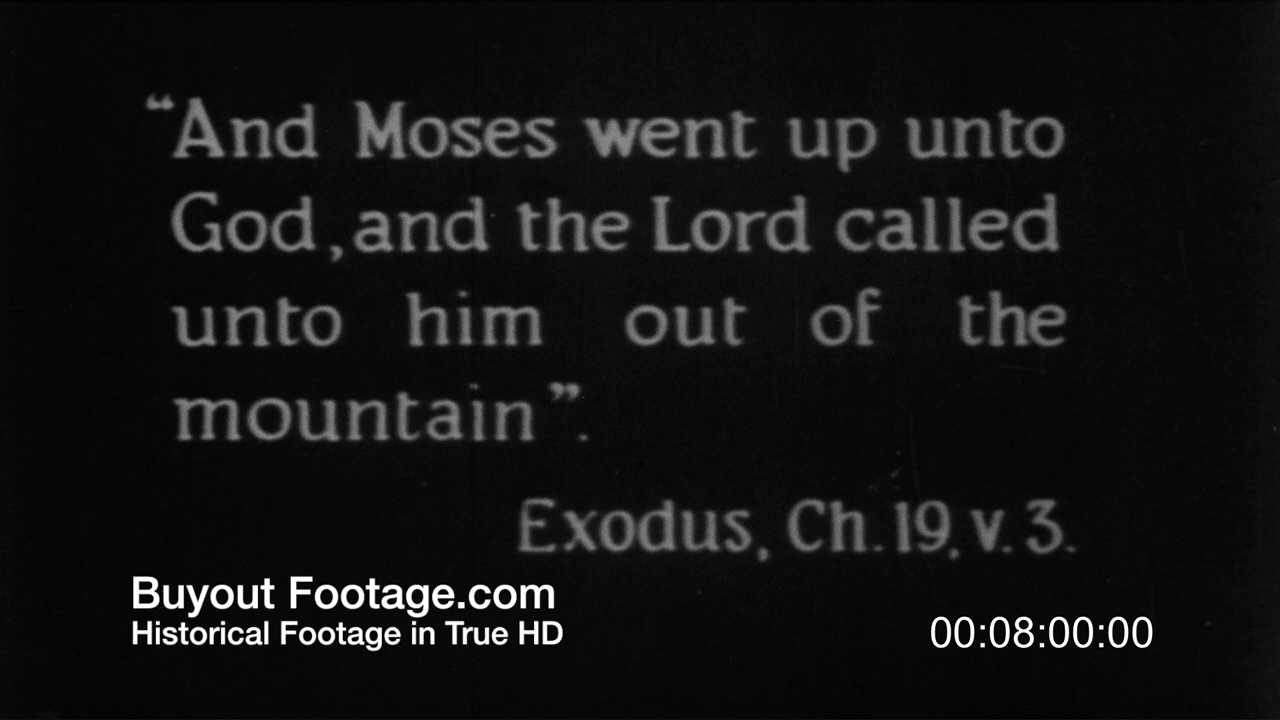 “And Moses went up unto
God, and the Lord called
unto him out of the
mountain”.
Exodus, Ch. 19, v. 3.
Buyout Footage.com
Historical Footage in True HD
00:08:00:00